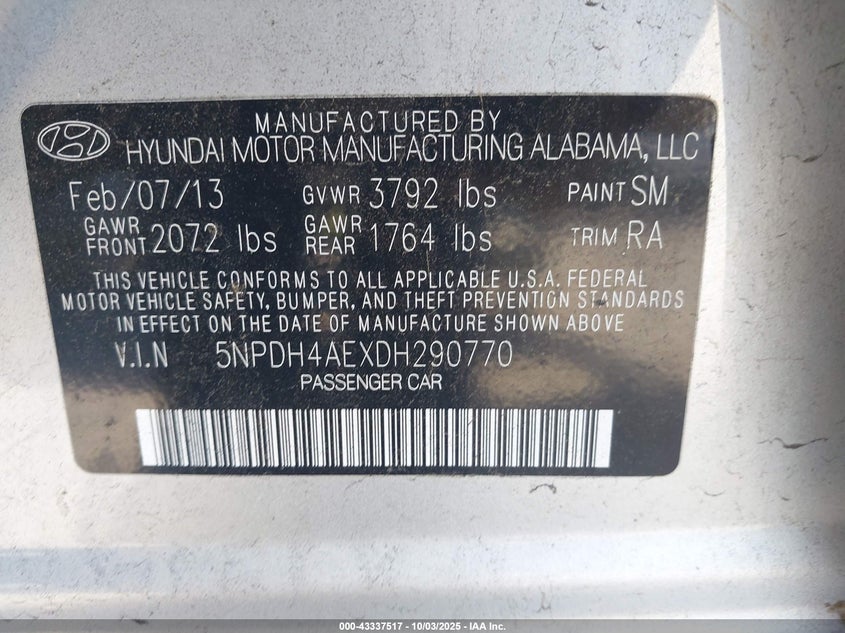 MANUFACTURED BY
HYUNDAI MOTOR MANUFACTURING ALABAMA, LLC
Feb/07/13 GVWR 3792 lbs PAINT SM
GAWR FRONT 2072 lbs GAWR REAR 1764 lbs TRIM RA
THIS VEHICLE CONFORMS TO ALL APPLICABLE U.S.A. FEDERAL
MOTOR VEHICLE SAFETY, BUMPER, AND THEFT PREVENTION STANDARDS
IN EFFECT ON THE DATE OF MANUFACTURE SHOWN ABOVE
V.I.N 5NPDH4AEXDH290770
PASSENGER CAR
000-43337517 - 10/03/2025 - IAA Inc.